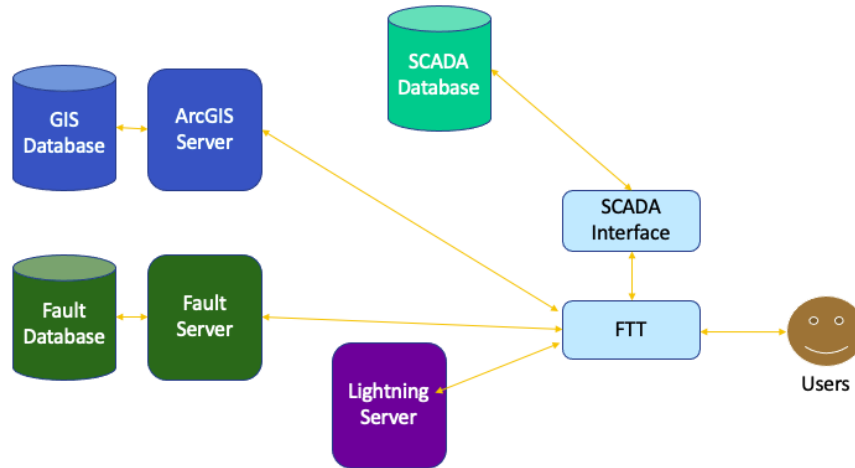 SCADA
Database
GIS
Database
ArcGIS
Server
SCADA
Interface
Fault
Database
Fault
Server
FTT
Lightning
Server
Users